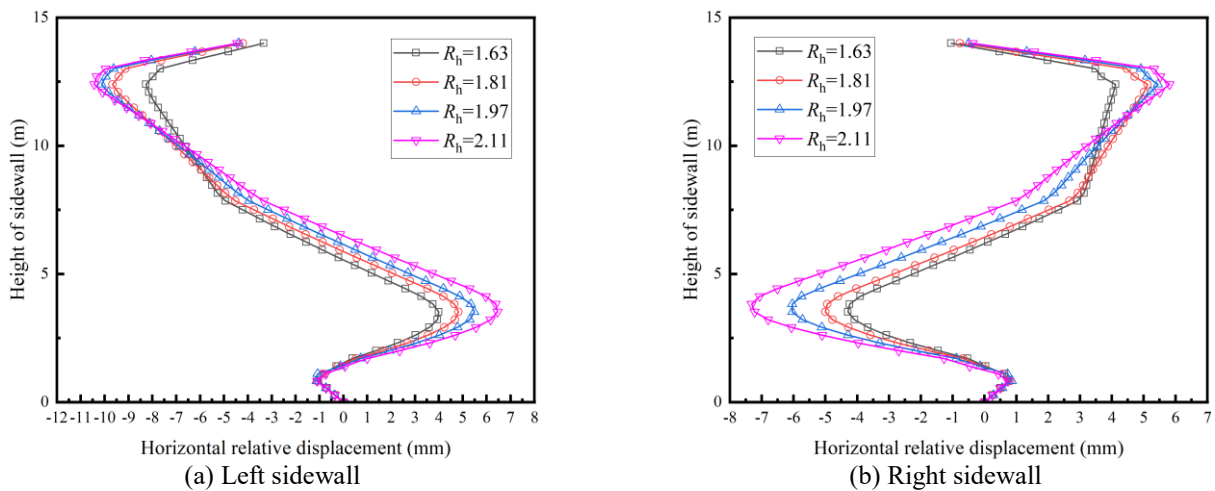 15
10
5
0
Height of sidewall (m)
-12 -11 -10 -9 -8 -7 -6 -5 -4 -3 -2 -1 0 1 2 3 4 5 6 7 8
Horizontal relative displacement (mm)
Rh=1.63
Rh=1.81
Rh=1.97
Rh=2.11
(a) Left sidewall
15
10
5
0
Height of sidewall (m)
-8 -7 -6 -5 -4 -3 -2 -1 0 1 2 3 4 5 6 7
Horizontal relative displacement (mm)
Rh=1.63
Rh=1.81
Rh=1.97
Rh=2.11
(b) Right sidewall